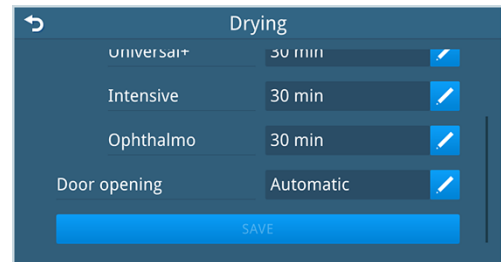 Drying
Universal+ 30 min
Intensive 30 min
Ophthalmo 30 min
Door opening Automatic
SAVE